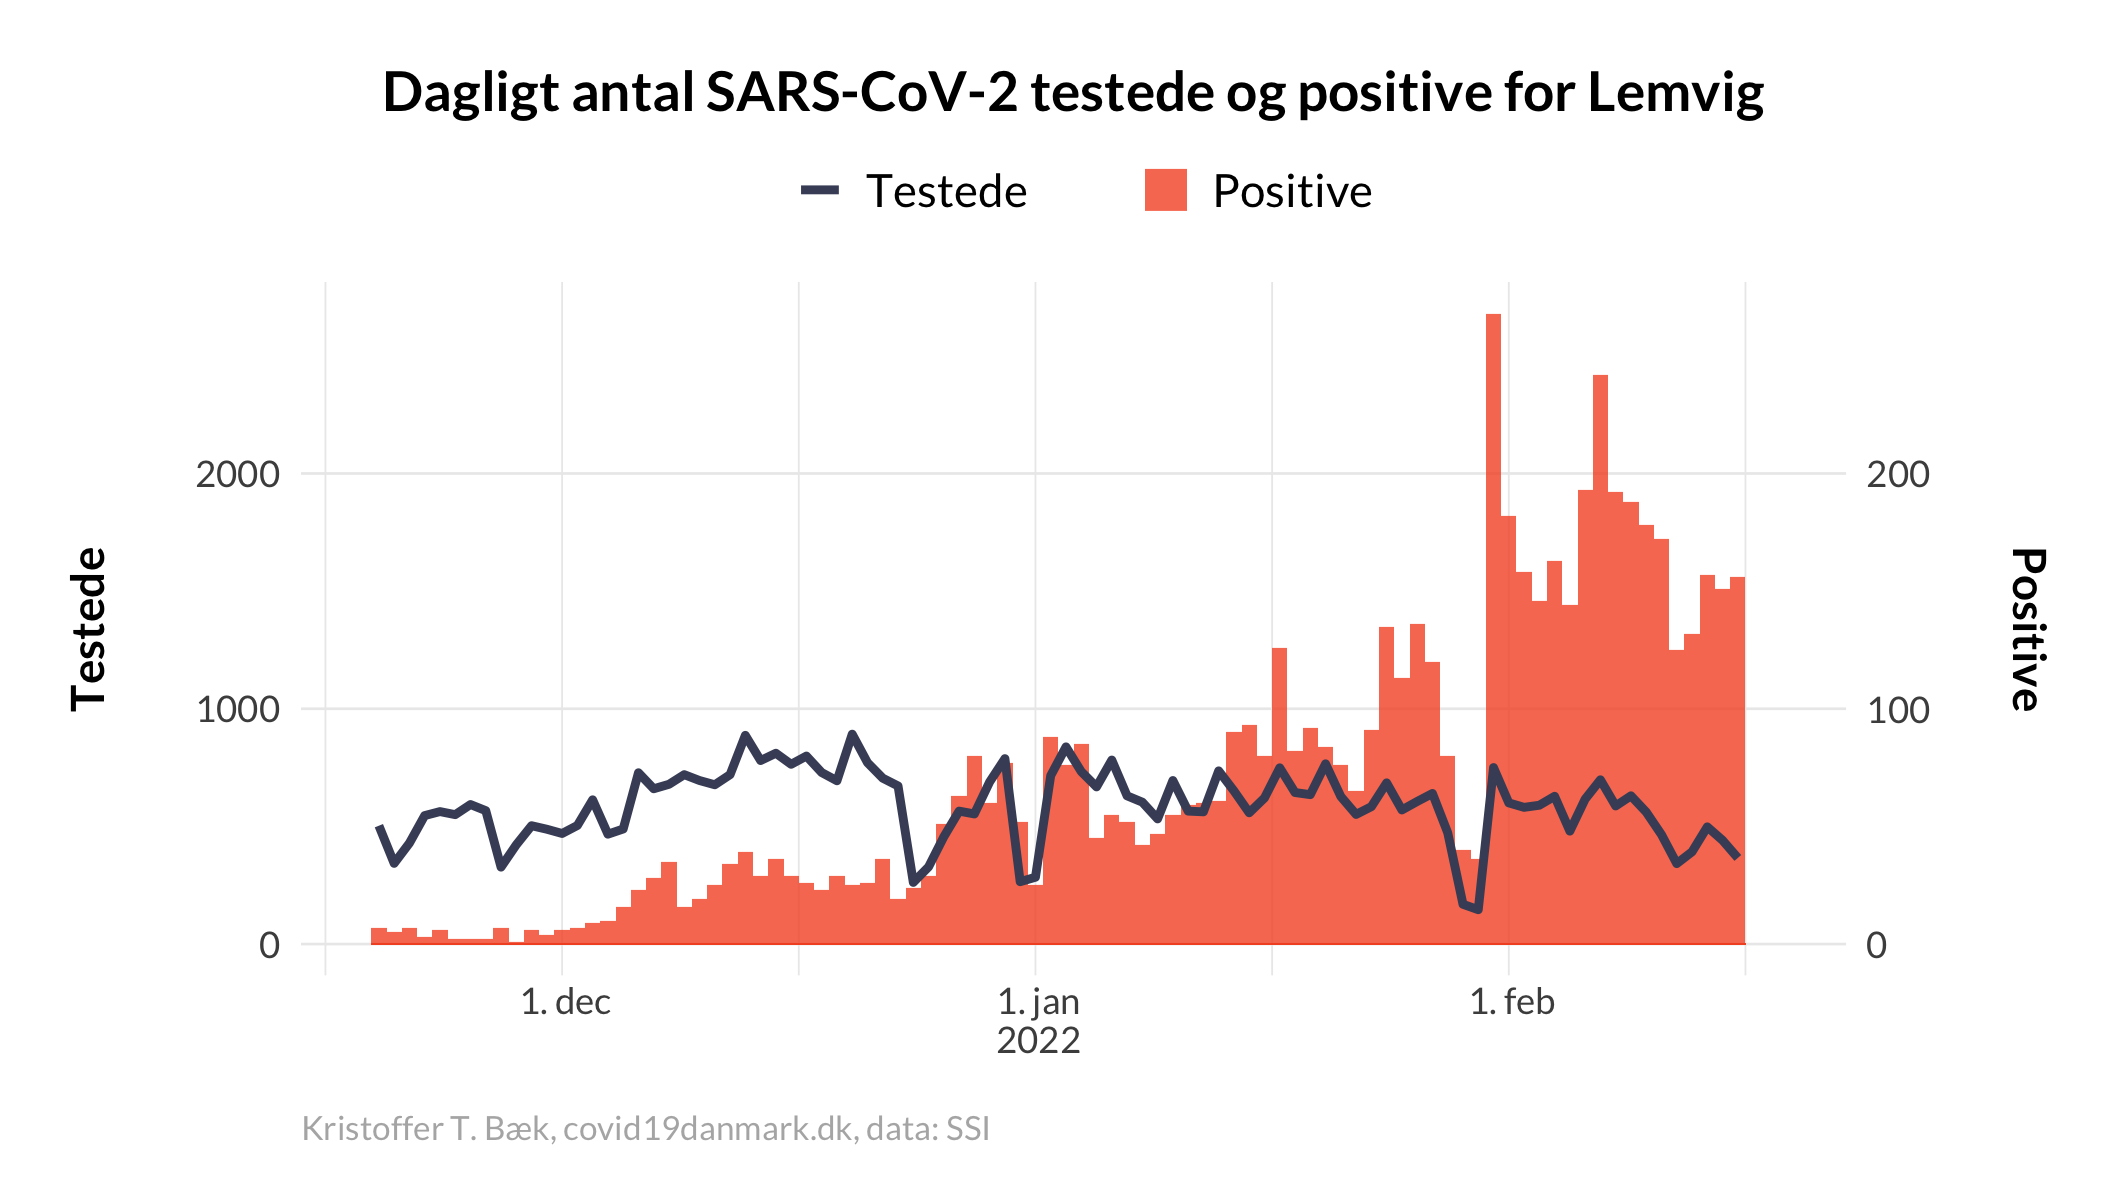 Dagligt antal SARS-CoV-2 testede og positive for Lemvig
Testede
Positive
Testede
2000
1000
0
200
100
0
Positive
1. dec
1. jan
2022
1. feb
Kristoffer T. Bæk, covid19danmark.dk, data: SSI